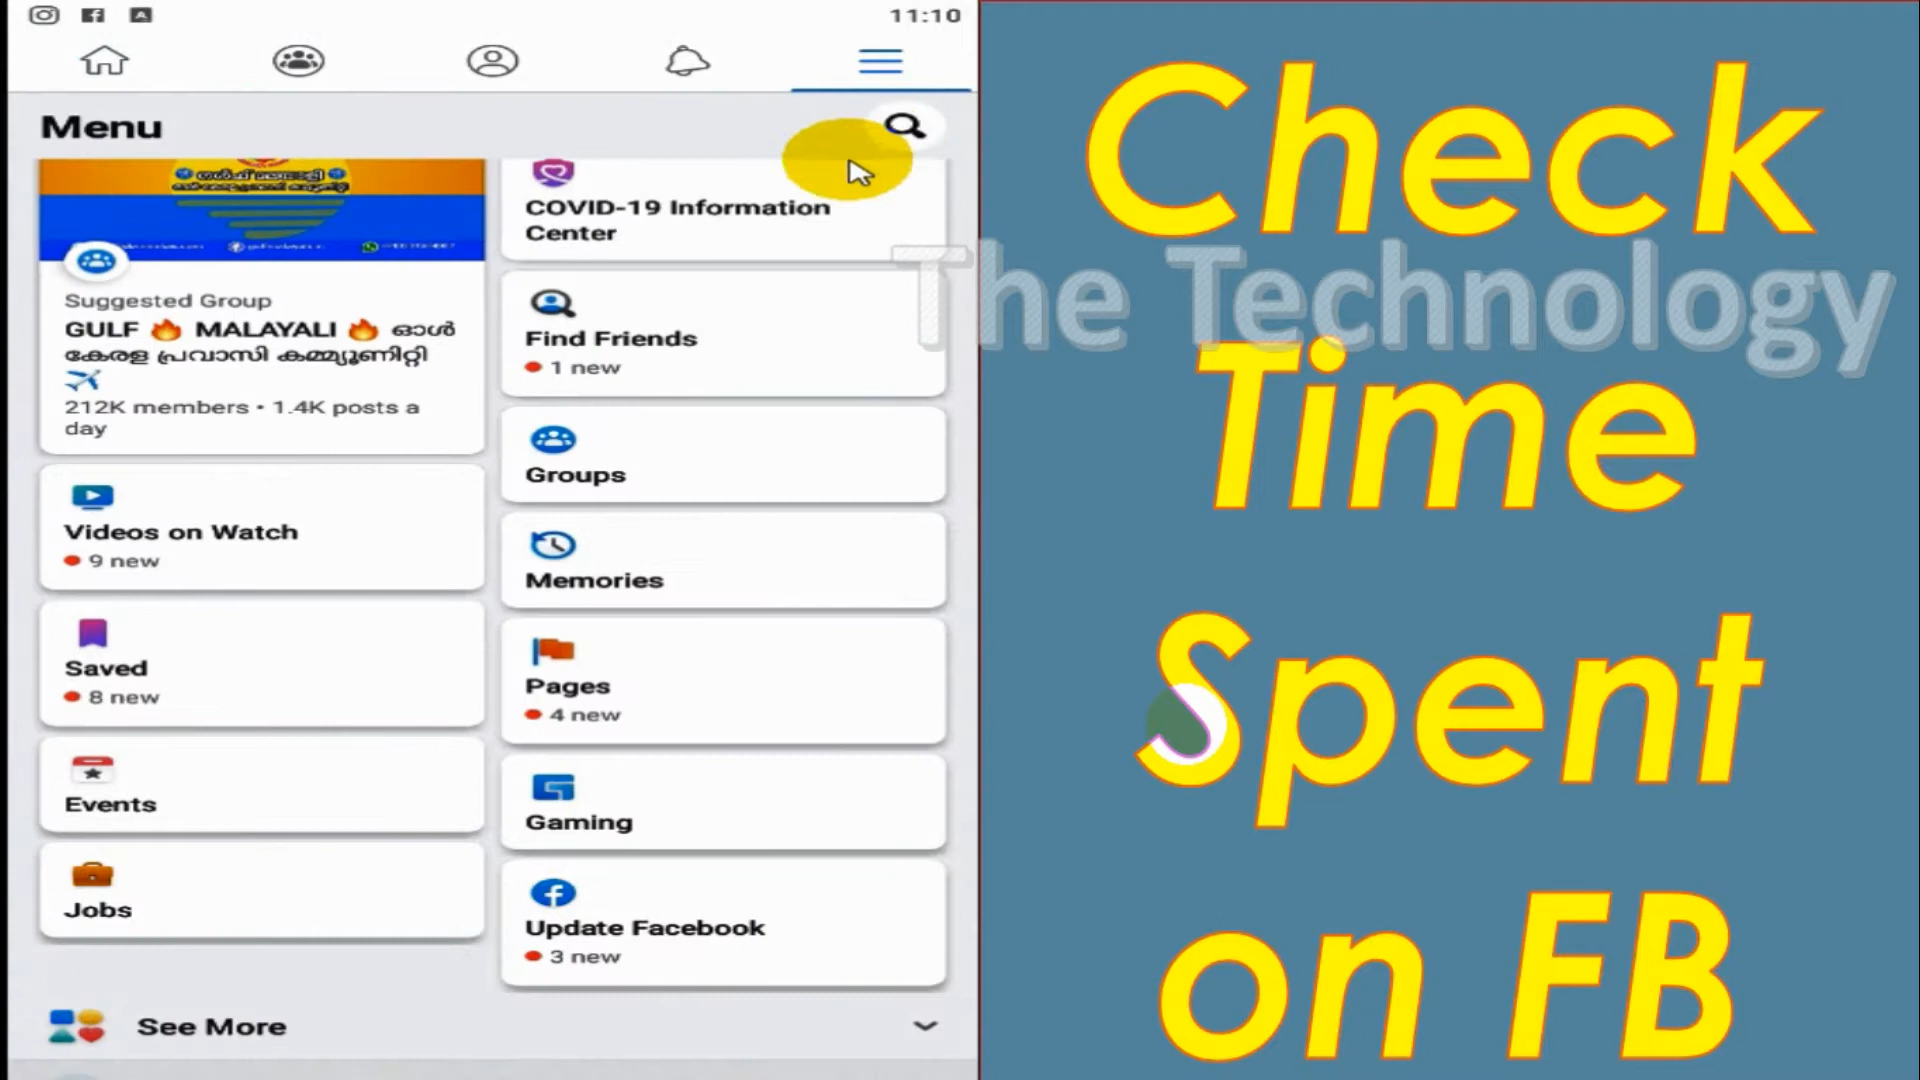 11:10
Menu
COVID-19 Information
Center
Suggested Group
GULF 🔥 MALAYALI 🔥 ഓൾ
കേരള പ്രവാസി കമ്മ്യൂണിറ്റി
✈️
212K members • 1.4K posts a
day
Find Friends
1 new
Groups
Videos on Watch
9 new
Memories
Saved
8 new
Pages
4 new
Events
Gaming
Jobs
Update Facebook
3 new
See More
Check
The Technology
Time
Spent
on FB